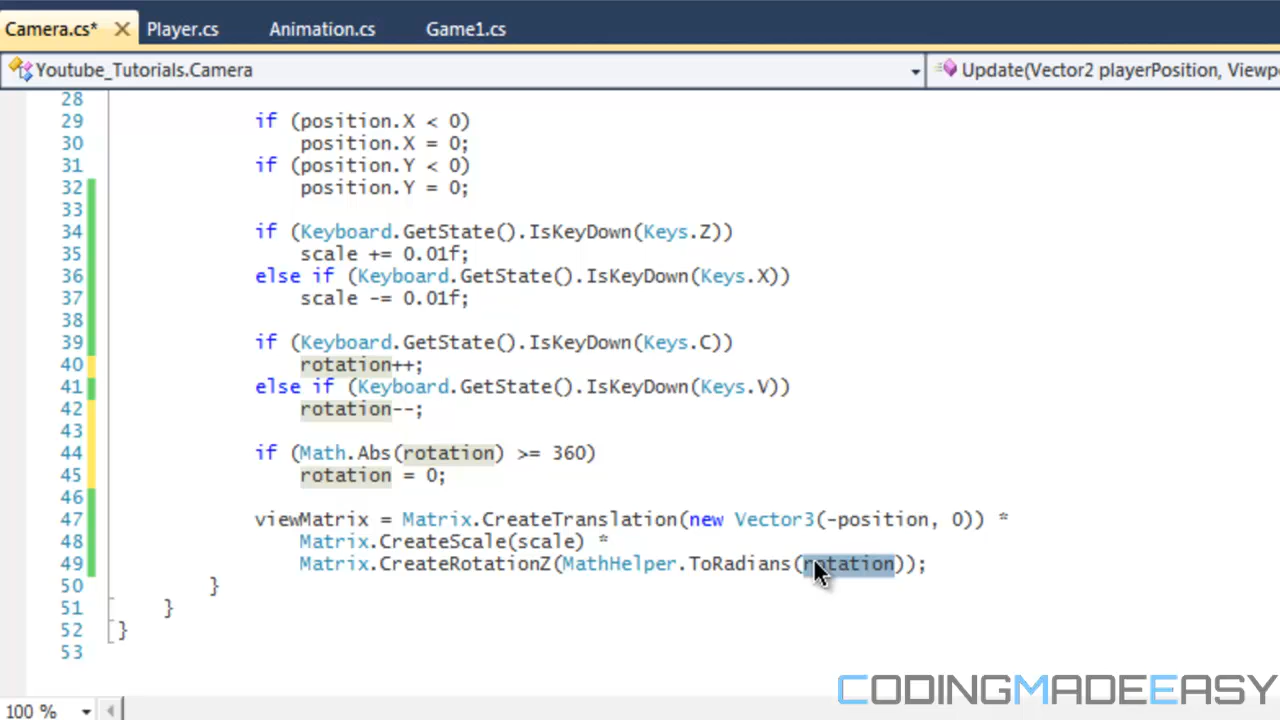 Camera.cs* Player.cs Animation.cs Game1.cs
Youtube_Tutorials.Camera Update(Vector2 playerPosition, Viewpo
28
29 if (position.X < 0)
30 position.X = 0;
31 if (position.Y < 0)
32 position.Y = 0;
33
34 if (Keyboard.GetState().IsKeyDown(Keys.Z))
35 scale += 0.01f;
36 else if (Keyboard.GetState().IsKeyDown(Keys.X))
37 scale -= 0.01f;
38
39 if (Keyboard.GetState().IsKeyDown(Keys.C))
40 rotation++;
41 else if (Keyboard.GetState().IsKeyDown(Keys.V))
42 rotation--;
43
44 if (Math.Abs(rotation) >= 360)
45 rotation = 0;
46
47 viewMatrix = Matrix.CreateTranslation(new Vector3(-position, 0)) *
48 Matrix.CreateScale(scale) *
49 Matrix.CreateRotationZ(MathHelper.ToRadians(rotation));
50 }
51 }
52 }
53
CODINGMADEEASY
100 %